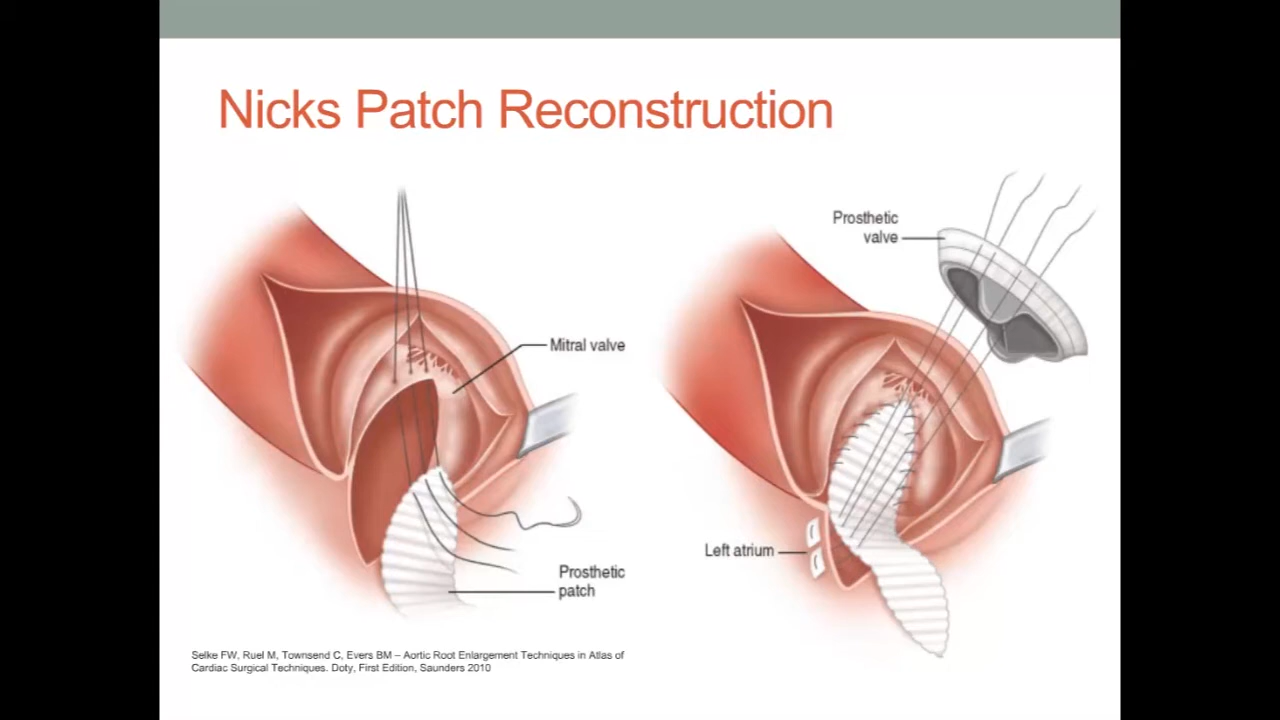 Nicks Patch Reconstruction
Prosthetic
valve
Mitral valve
Left atrium
Prosthetic
patch
Selke FW, Ruel M, Townsend C, Evers BM – Aortic Root Enlargement Techniques in Atlas of
Cardiac Surgical Techniques. Doty, First Edition, Saunders 2010